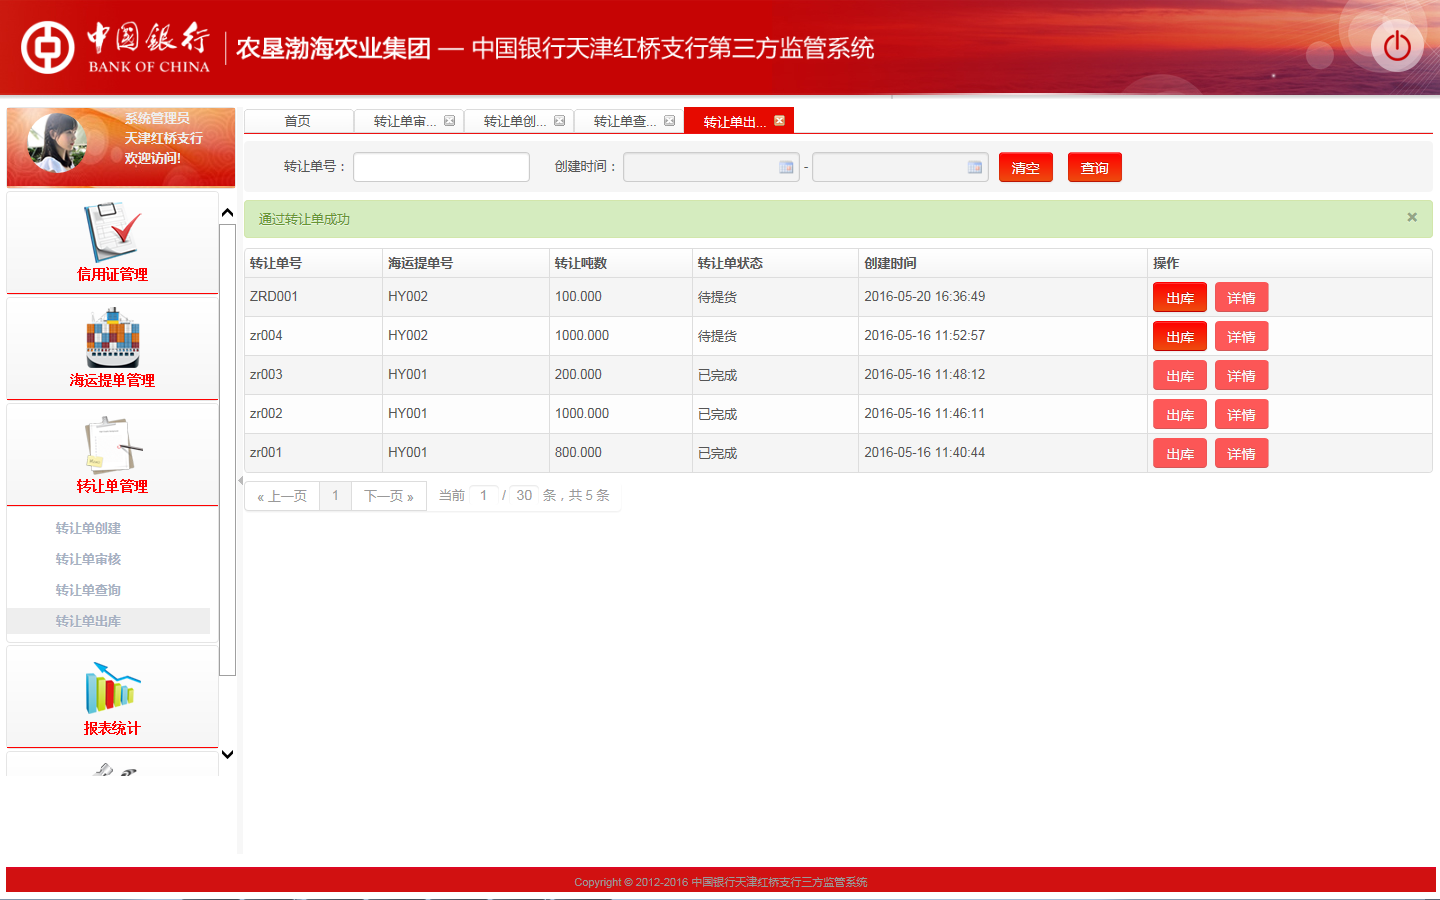 中国银行
BANK OF CHINA
农垦渤海农业集团 — 中国银行天津红桥支行第三方监管系统
系统管理员
天津红桥支行
欢迎访问!
首页 转让单审... 转让单创... 转让单查... 转让单出...
转让单号： 创建时间： - 清空 查询
通过转让单成功 ×
信用证管理
海运提单管理
转让单管理
转让单创建
转让单审核
转让单查询
转让单出库
报表统计
转让单号 海运提单号 转让吨数 转让单状态 创建时间 操作
ZRD001 HY002 100.000 待提货 2016-05-20 16:36:49 出库 详情
zr004 HY002 1000.000 待提货 2016-05-16 11:52:57 出库 详情
zr003 HY001 200.000 已完成 2016-05-16 11:48:12 出库 详情
zr002 HY001 1000.000 已完成 2016-05-16 11:46:11 出库 详情
zr001 HY001 800.000 已完成 2016-05-16 11:40:44 出库 详情
« 上一页 1 下一页 » 当前 1 / 30 条，共 5 条
Copyright © 2012-2016 中国银行天津红桥支行三方监管系统